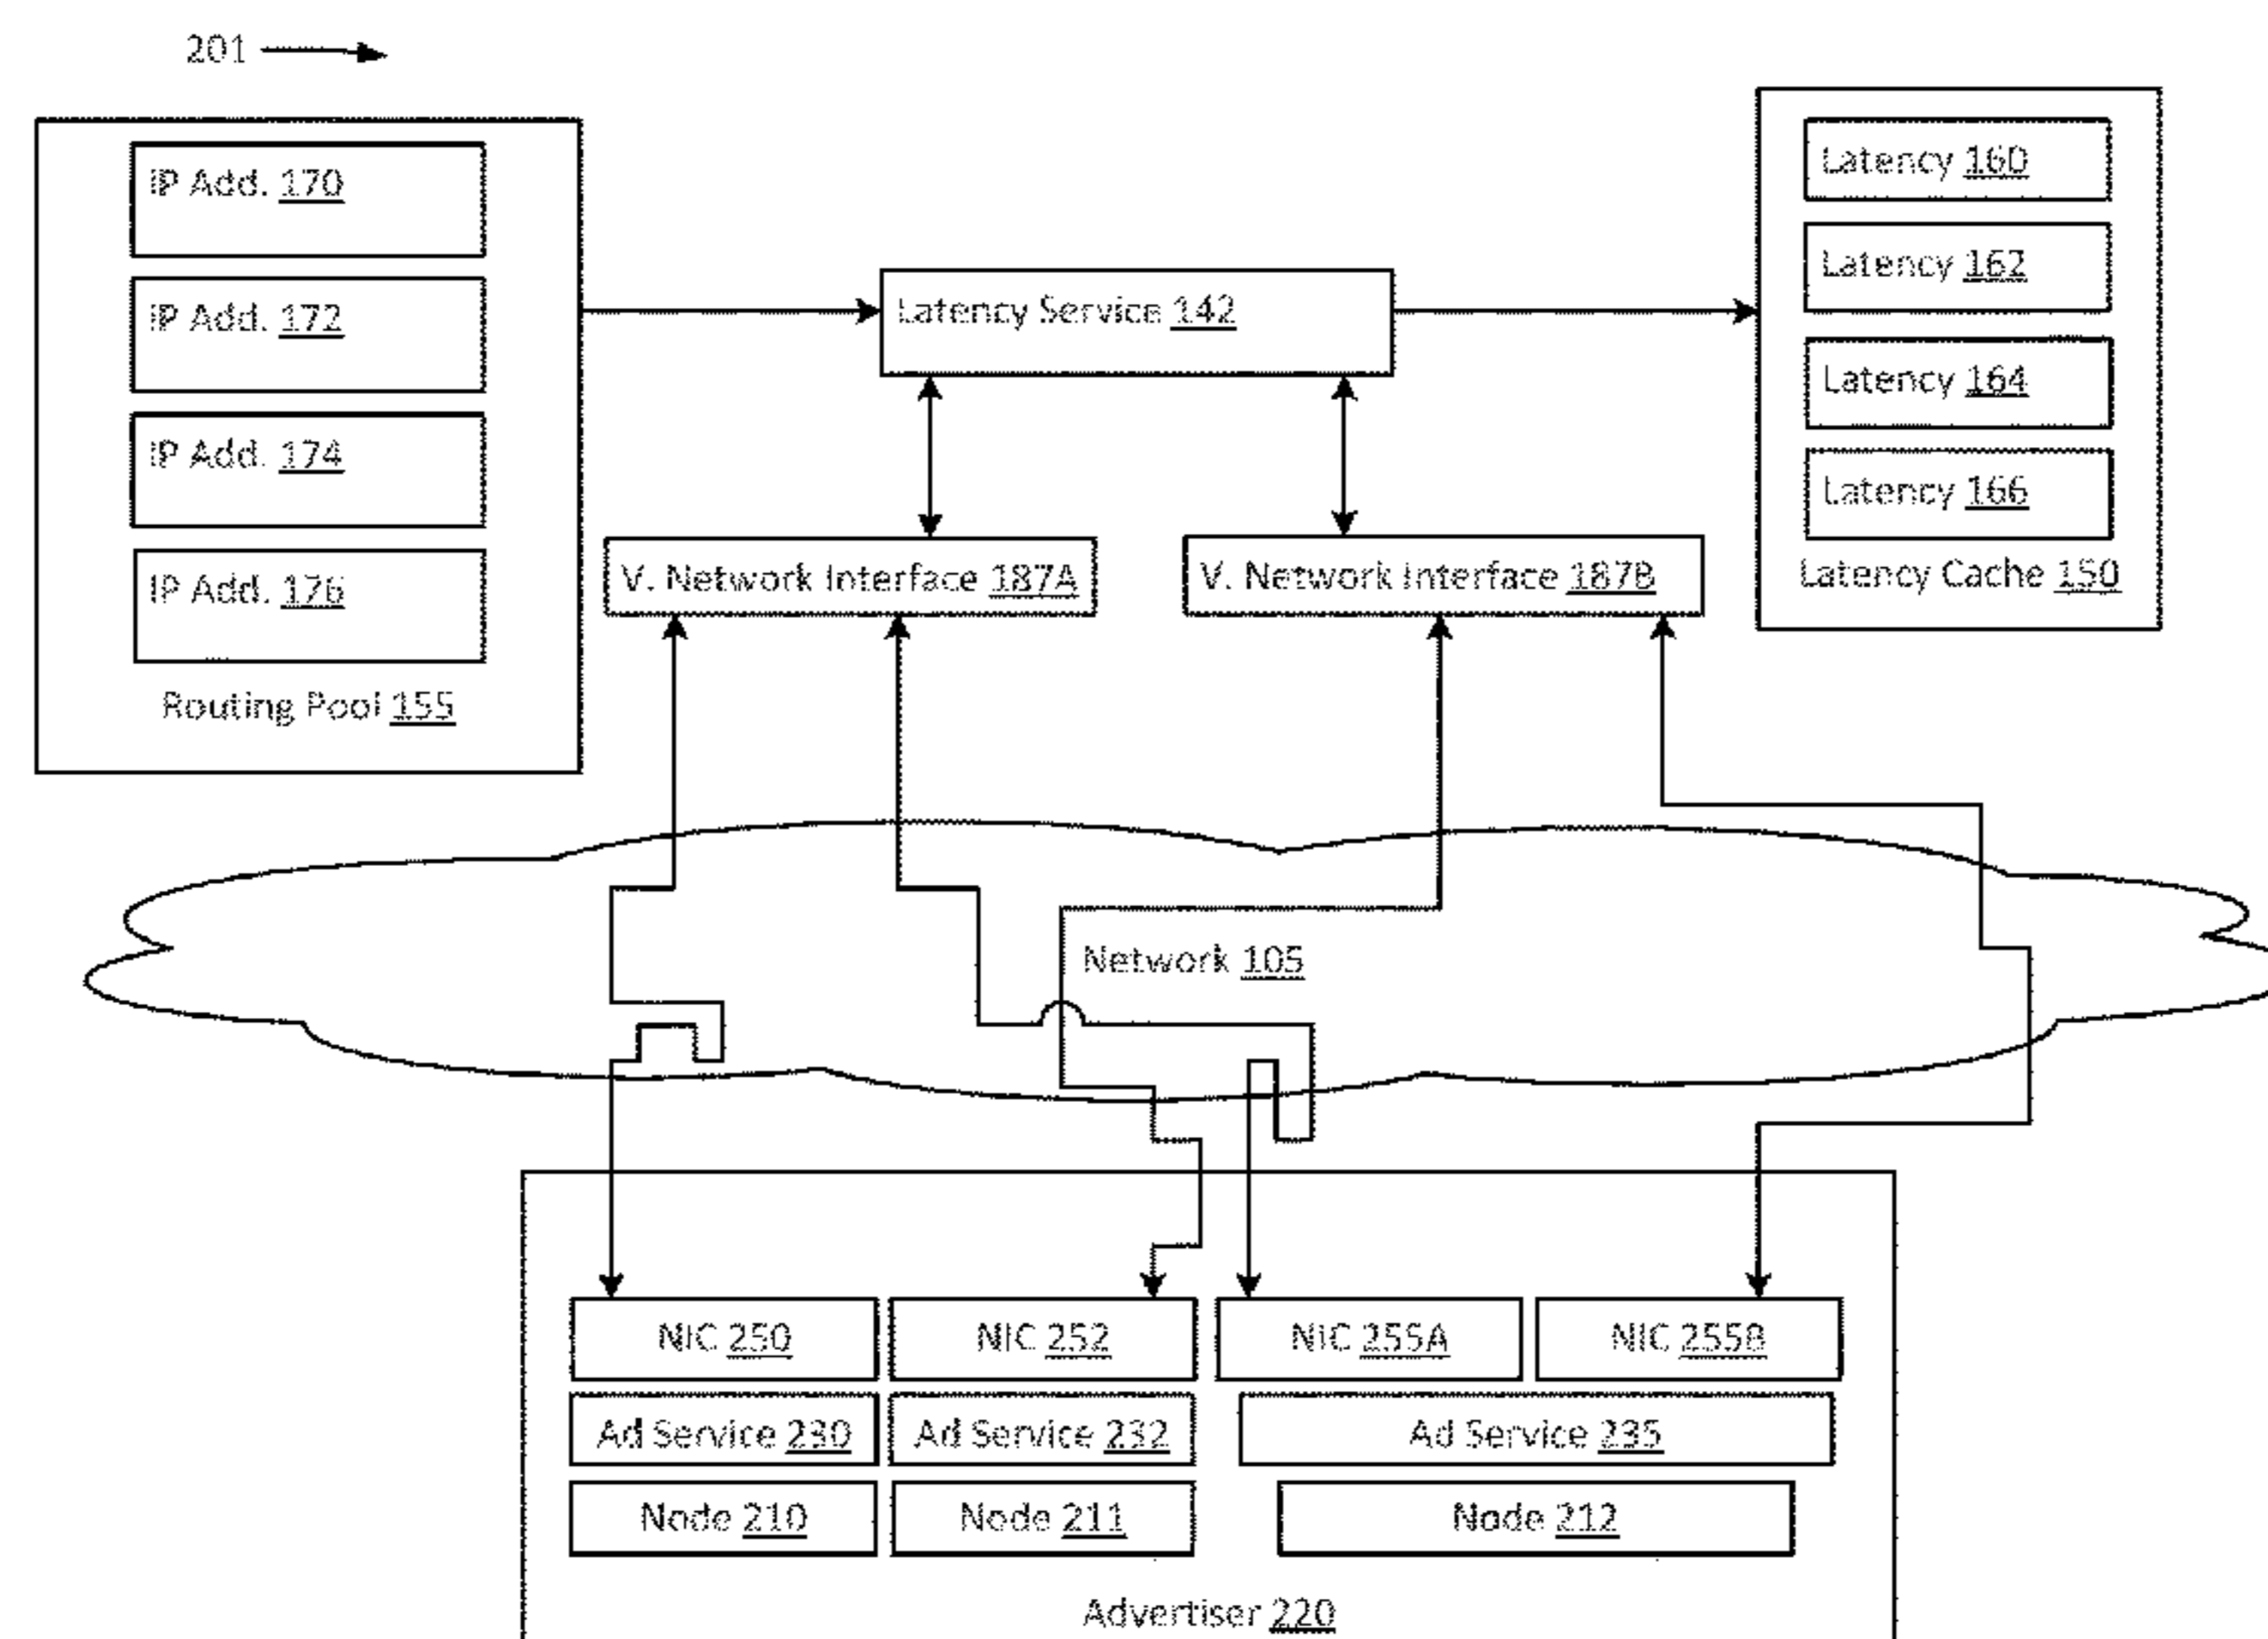 201
IP Add. 170
IP Add. 172
IP Add. 174
IP Add. 176
Routing Pool 155
Latency Service 142
Latency 160
Latency 162
Latency 164
Latency 166
Latency Cache 150
V. Network Interface 187A
V. Network Interface 187B
Network 105
NIC 250
NIC 252
NIC 255A
NIC 255B
Ad Service 230
Ad Service 232
Ad Service 235
Node 210
Node 211
Node 212
Advertiser 220